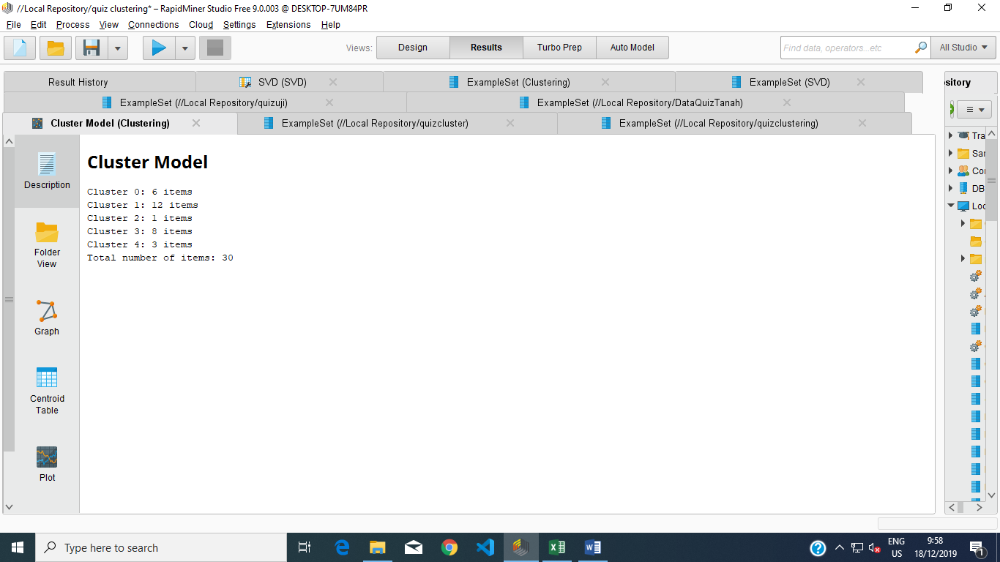 //Local Repository/quiz clustering* – RapidMiner Studio Free 9.0.003 @ DESKTOP-7UM84PR
File Edit Process View Connections Cloud Settings Extensions Help
Views: Design Results Turbo Prep Auto Model Find data, operators...etc All Studio
Result History SVD (SVD) ExampleSet (Clustering) ExampleSet (SVD)
ository
ExampleSet (//Local Repository/quizuji) ExampleSet (//Local Repository/DataQuizTanah)
Cluster Model (Clustering) ExampleSet (//Local Repository/quizcluster) ExampleSet (//Local Repository/quizclustering)
Description
Folder
View
Graph
Centroid
Table
Plot
Cluster Model
Cluster 0: 6 items
Cluster 1: 12 items
Cluster 2: 1 items
Cluster 3: 8 items
Cluster 4: 3 items
Total number of items: 30
Tra
Sar
Cor
DB
Loc
Type here to search
ENG
US
9:58
18/12/2019
1